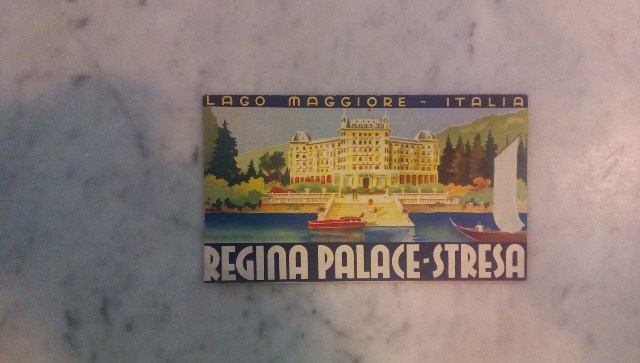 LAGO MAGGIORE - ITALIA
REGINA PALACE-STRESA